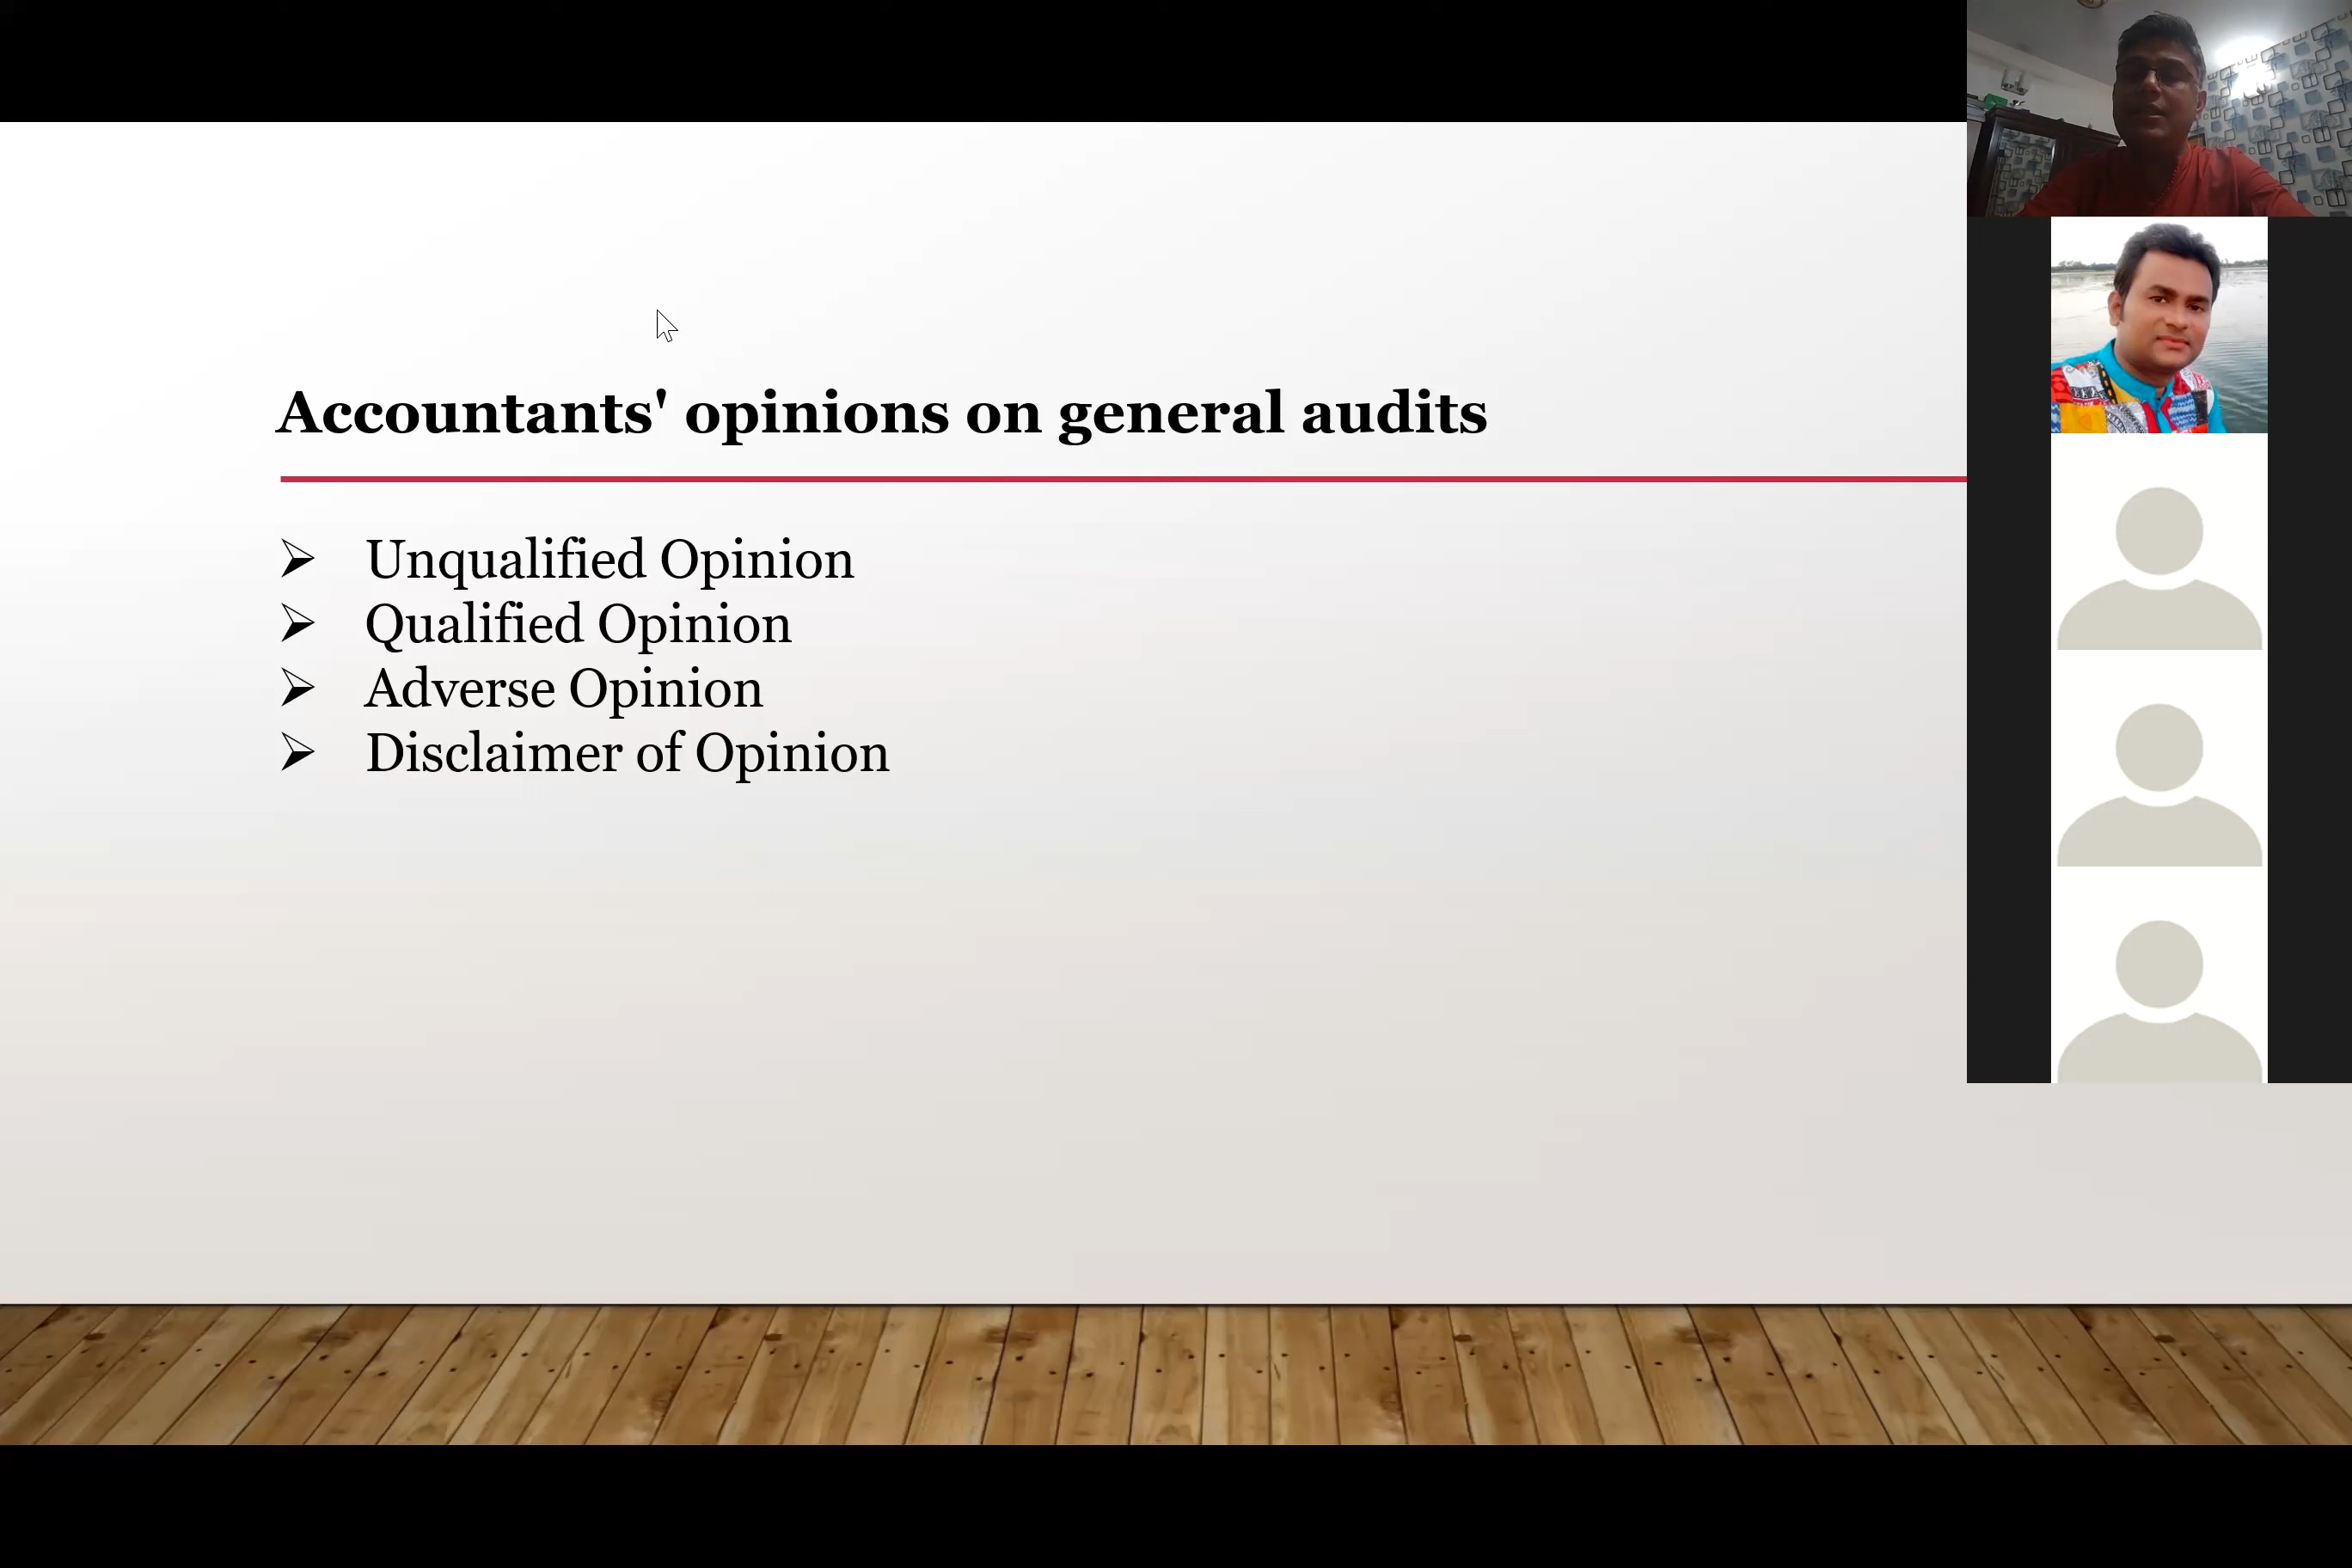 Accountants' opinions on general audits
Unqualified Opinion
Qualified Opinion
Adverse Opinion
Disclaimer of Opinion